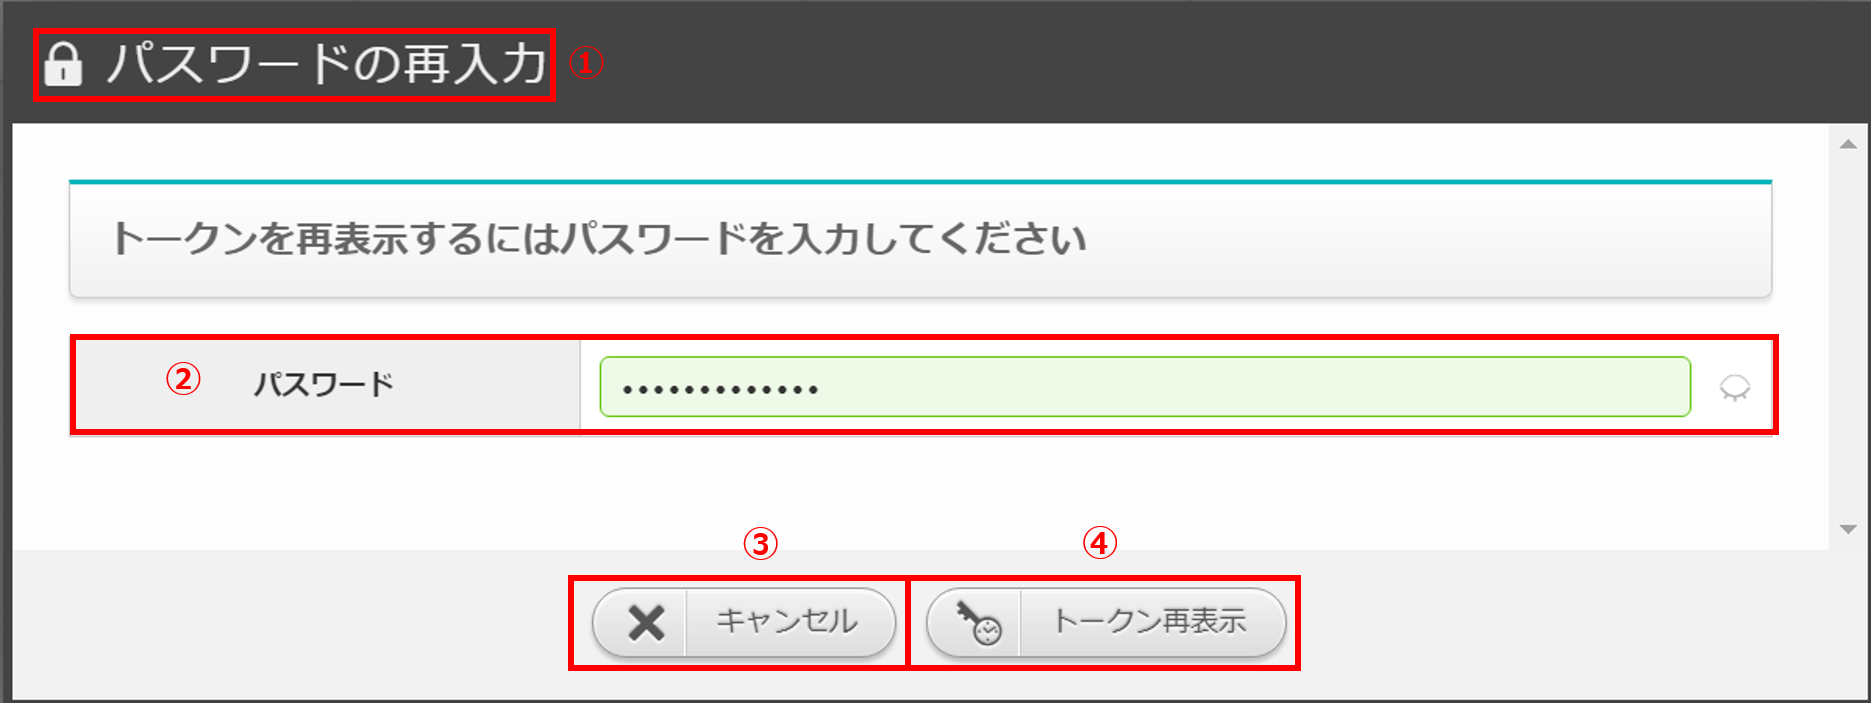 パスワードの再入力 ①
トークンを再表示するにはパスワードを入力してください
② パスワード •••••••••••••
③ ④
キャンセル トークン再表示